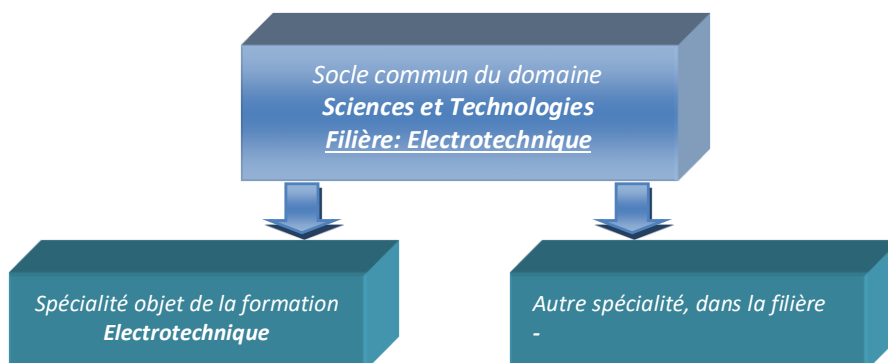 Socle commun du domaine
Sciences et Technologies
Filière: Electrotechnique
Spécialité objet de la formation
Electrotechnique
Autre spécialité, dans la filière
-